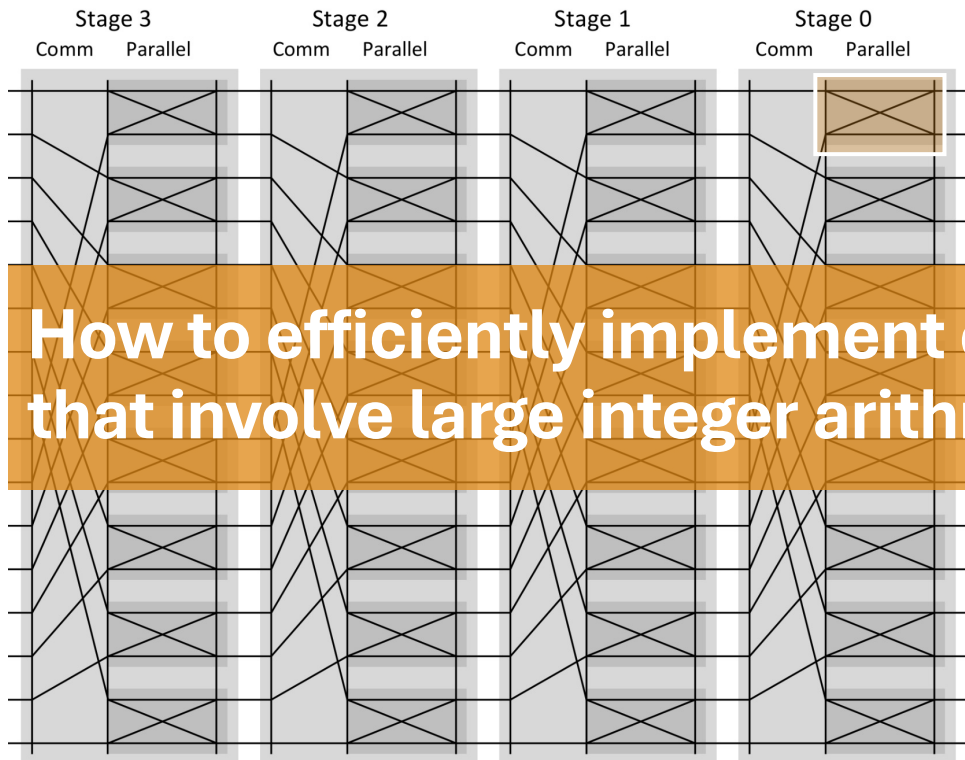 Stage 3 Stage 2 Stage 1 Stage 0
Comm Parallel Comm Parallel Comm Parallel Comm Parallel
How to efficiently implement
that involve large integer